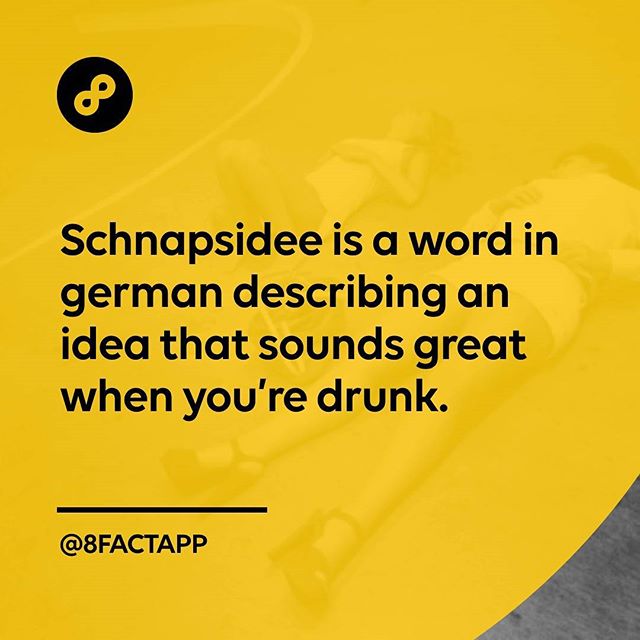 Schnapsidee is a word in
german describing an
idea that sounds great
when you're drunk.
@8FACTAPP